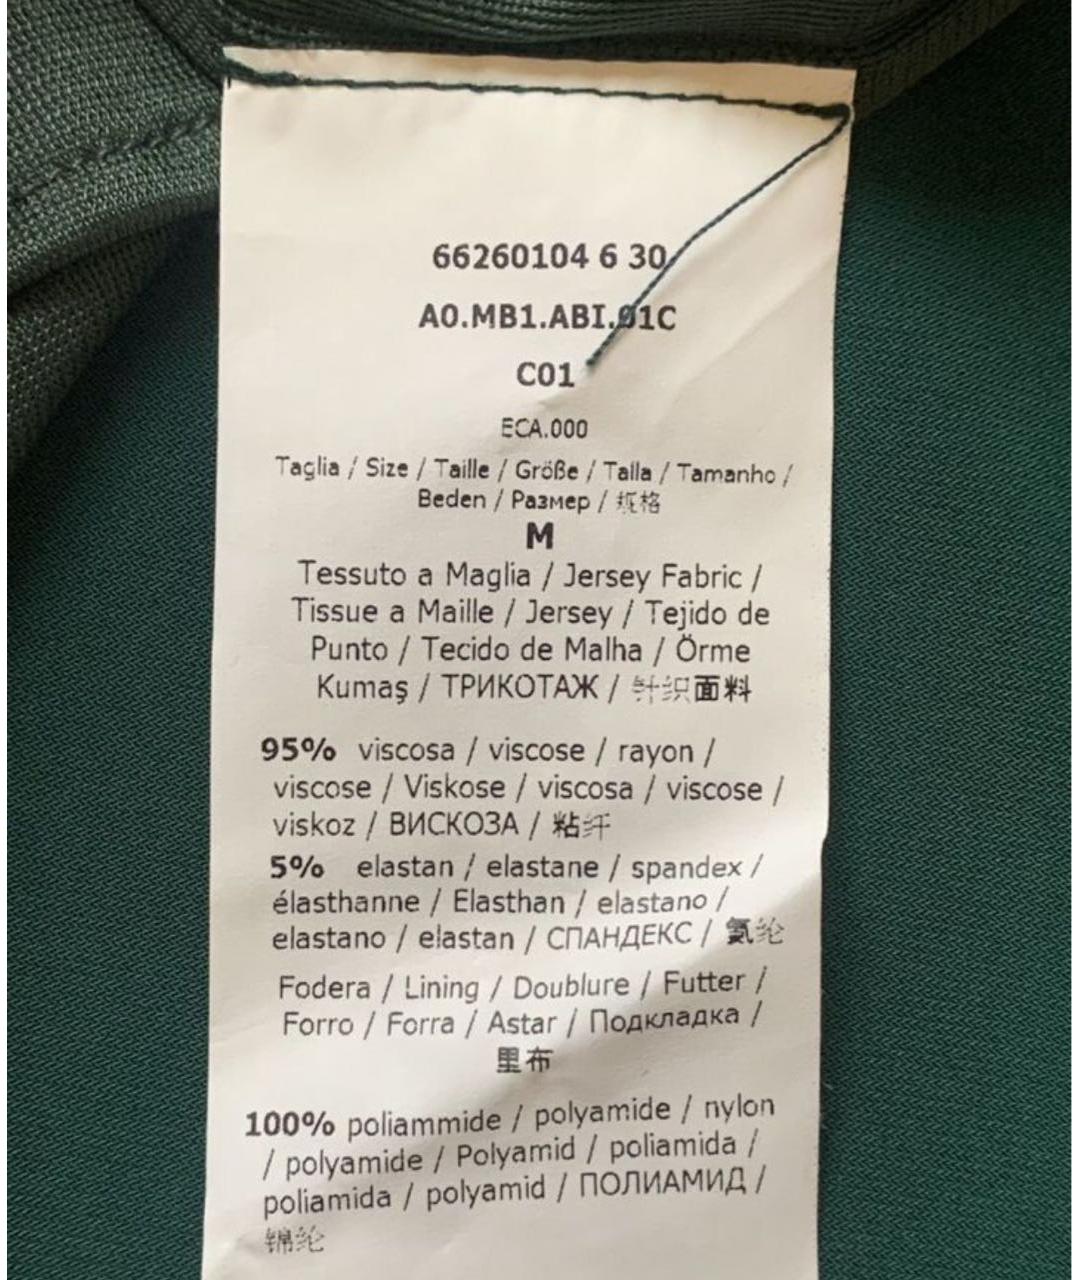 66260104 6 30
A0.MB1.ABI.01C
C01
ECA.000
Taglia / Size / Taille / Größe / Talla / Tamanho /
Beden / Размер / 规格
M
Tessuto a Maglia / Jersey Fabric /
Tissue a Maille / Jersey / Tejido de
Punto / Tecido de Malha / Örme
Kumaş / ТРИКОТАЖ / 针织面料
95% viscosa / viscose / rayon /
viscose / Viskose / viscosa / viscose /
viskoz / ВИСКОЗА / 粘纤
5% elastan / elastane / spandex /
élasthanne / Elasthan / elastano /
elastano / elastan / СПАНДЕКС / 氨纶
Fodera / Lining / Doublure / Futter /
Forro / Forra / Astar / Подкладка /
里布
100% poliammide / polyamide / nylon
/ polyamide / Polyamid / poliamida /
poliamida / polyamid / ПОЛИАМИД /
锦纶